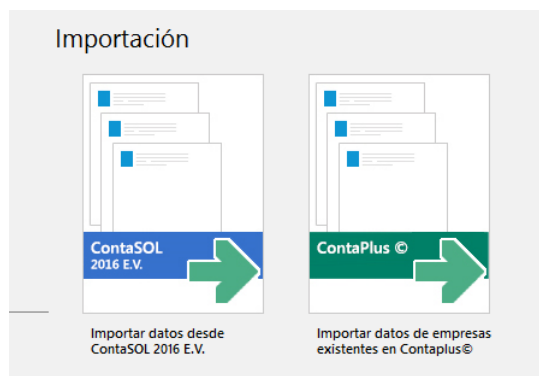 Importación
ContaSOL
2016 E.V.
ContaPlus ©
Importar datos desde
ContaSOL 2016 E.V.
Importar datos de empresas
existentes en Contaplus©